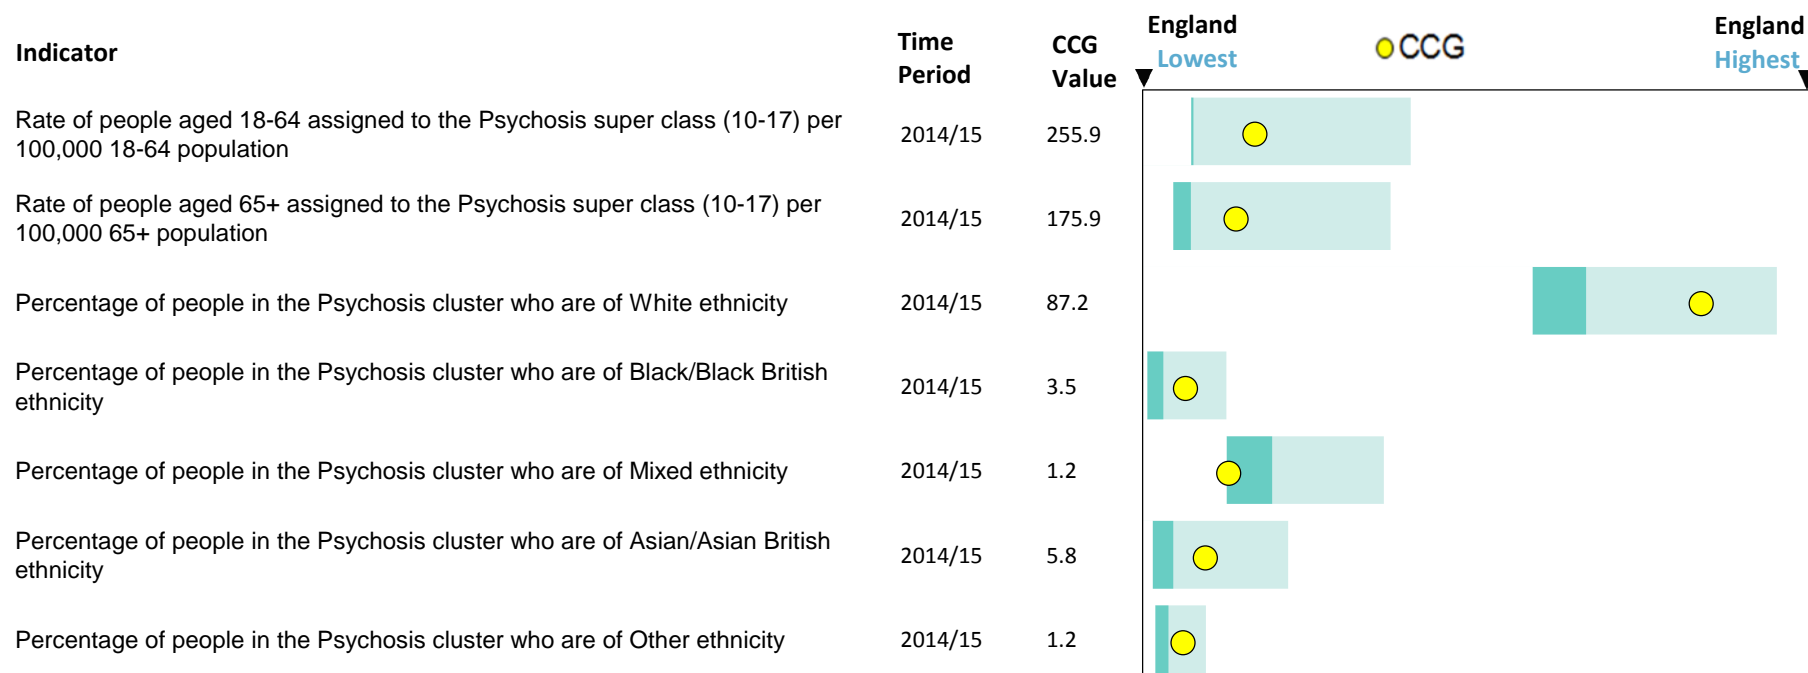 Indicator
Time Period
CCG Value
England Lowest
CCG
England Highest
Rate of people aged 18-64 assigned to the Psychosis super class (10-17) per
100,000 18-64 population
2014/15
255.9
Rate of people aged 65+ assigned to the Psychosis super class (10-17) per
100,000 65+ population
2014/15
175.9
Percentage of people in the Psychosis cluster who are of White ethnicity
2014/15
87.2
Percentage of people in the Psychosis cluster who are of Black/Black British
ethnicity
2014/15
3.5
Percentage of people in the Psychosis cluster who are of Mixed ethnicity
2014/15
1.2
Percentage of people in the Psychosis cluster who are of Asian/Asian British
ethnicity
2014/15
5.8
Percentage of people in the Psychosis cluster who are of Other ethnicity
2014/15
1.2